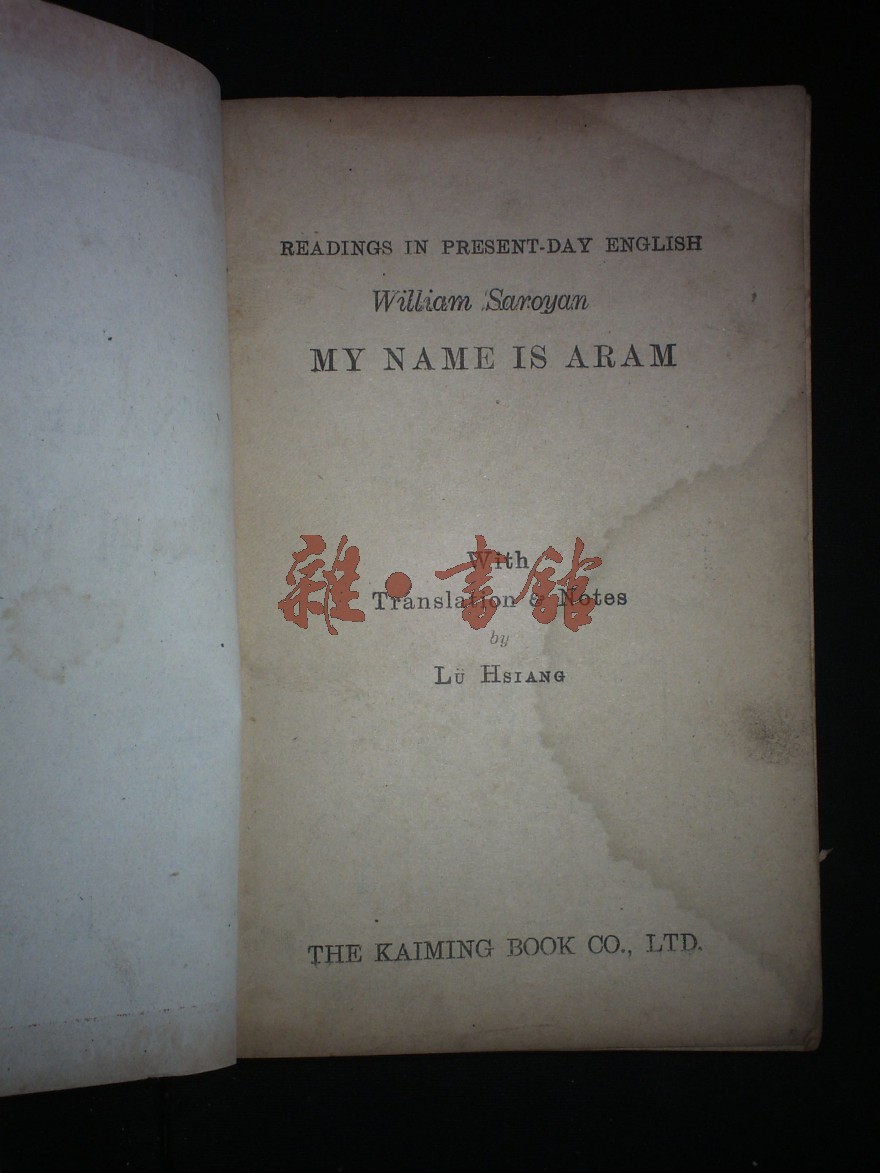 READINGS IN PRESENT-DAY ENGLISH
William Saroyan
MY NAME IS ARAM
With
Translation & Notes
by
LÜ HSIANG
雜·書館
THE KAIMING BOOK CO., LTD.